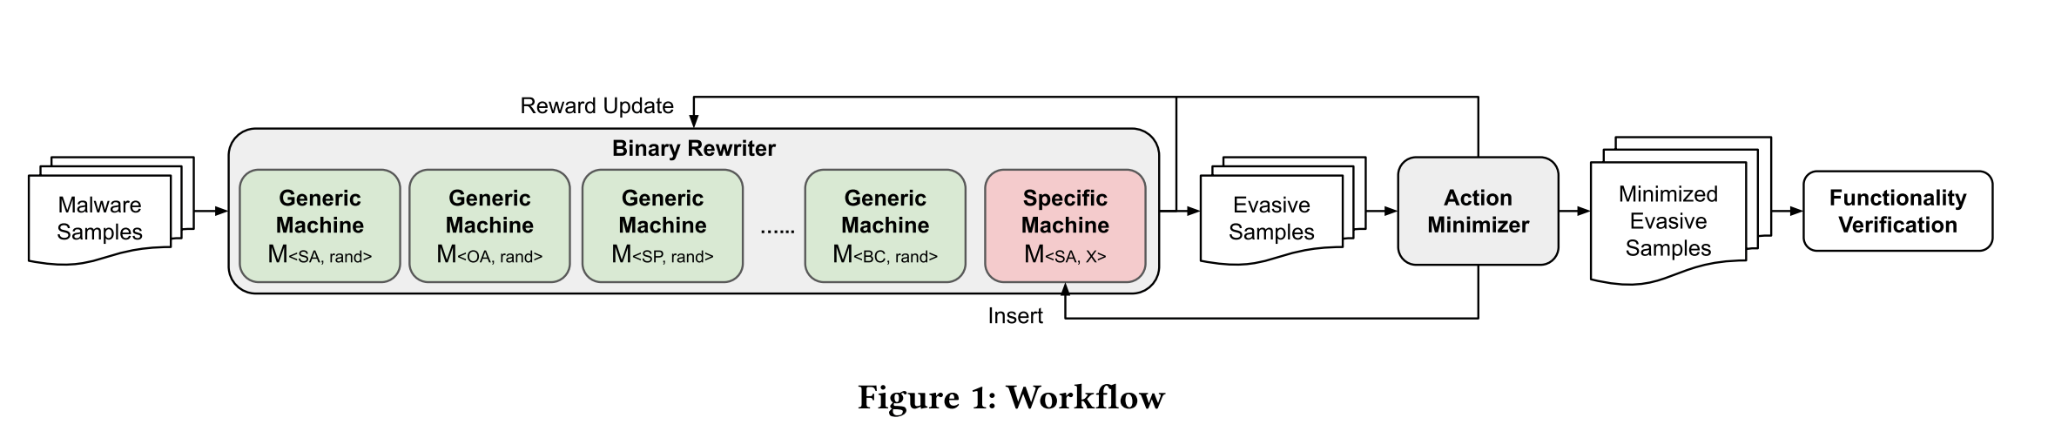 Reward Update
Binary Rewriter
Malware
Samples
Generic
Machine
M<SA, rand>
Generic
Machine
M<OA, rand>
Generic
Machine
M<SP, rand>
......
Generic
Machine
M<BC, rand>
Specific
Machine
M<SA, X>
Insert
Evasive
Samples
Action
Minimizer
Minimized
Evasive
Samples
Functionality
Verification
Figure 1: Workflow